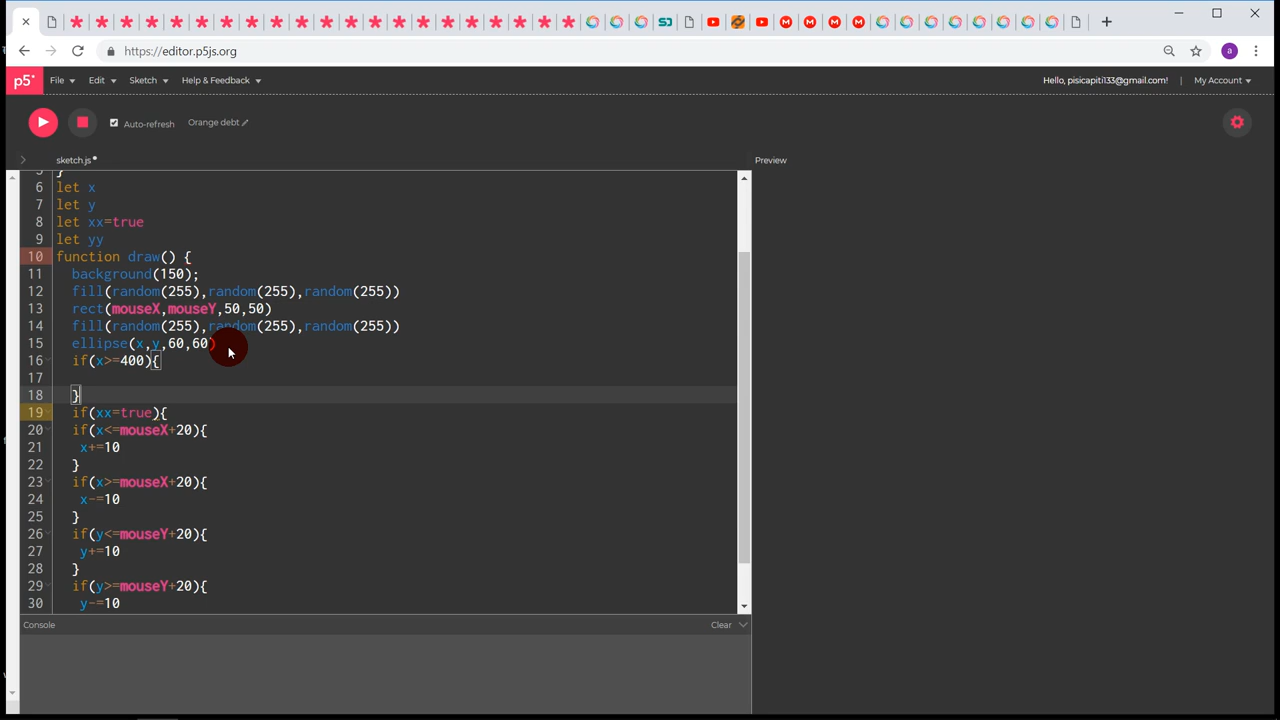 https://editor.p5js.org
a
p5* File Edit Sketch Help & Feedback Hello, pisicapiti133@gmail.com! | My Account
Auto-refresh Orange debt
sketch.js Preview
}
6 let x
7 let y
8 let xx=true
9 let yy
10 function draw() {
11 background(150);
12 fill(random(255),random(255),random(255))
13 rect(mouseX,mouseY,50,50)
14 fill(random(255),random(255),random(255))
15 ellipse(x,y,60,60)
16 if(x>=400){
17
18 }
19 if(xx=true){
20 if(x<=mouseX+20){
21 x+=10
22 }
23 if(x>=mouseX+20){
24 x-=10
25 }
26 if(y<=mouseY+20){
27 y+=10
28 }
29 if(y>=mouseY+20){
30 y-=10
Console Clear